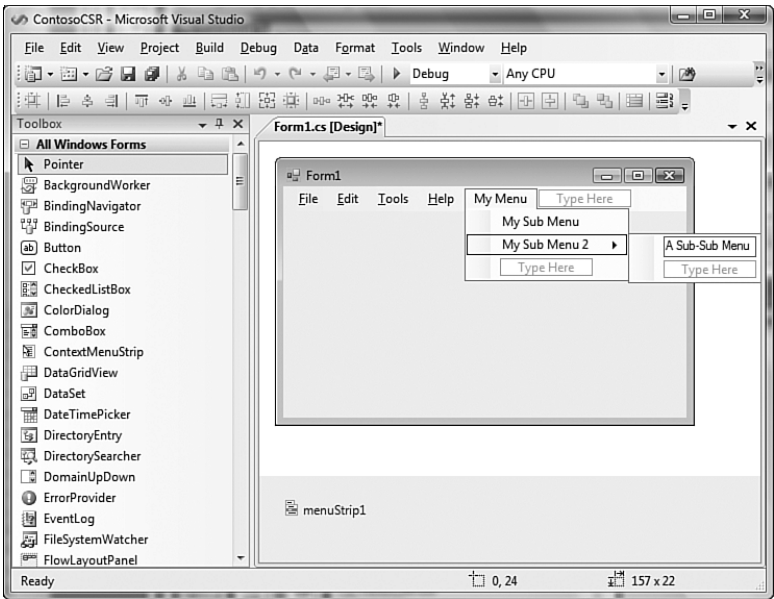 ContosoCSR - Microsoft Visual Studio
File Edit View Project Build Debug Data Format Tools Window Help
Debug Any CPU
Toolbox
Form1.cs [Design]*
All Windows Forms
Pointer
BackgroundWorker
BindingNavigator
BindingSource
ab Button
CheckBox
CheckedListBox
ColorDialog
ComboBox
ContextMenuStrip
DataGridView
DataSet
DateTimePicker
DirectoryEntry
DirectorySearcher
DomainUpDown
ErrorProvider
EventLog
FileSystemWatcher
FlowLayoutPanel
Form1
File Edit Tools Help My Menu Type Here
My Sub Menu
My Sub Menu 2 A Sub-Sub Menu
Type Here Type Here
menuStrip1
Ready 0, 24 157 x 22